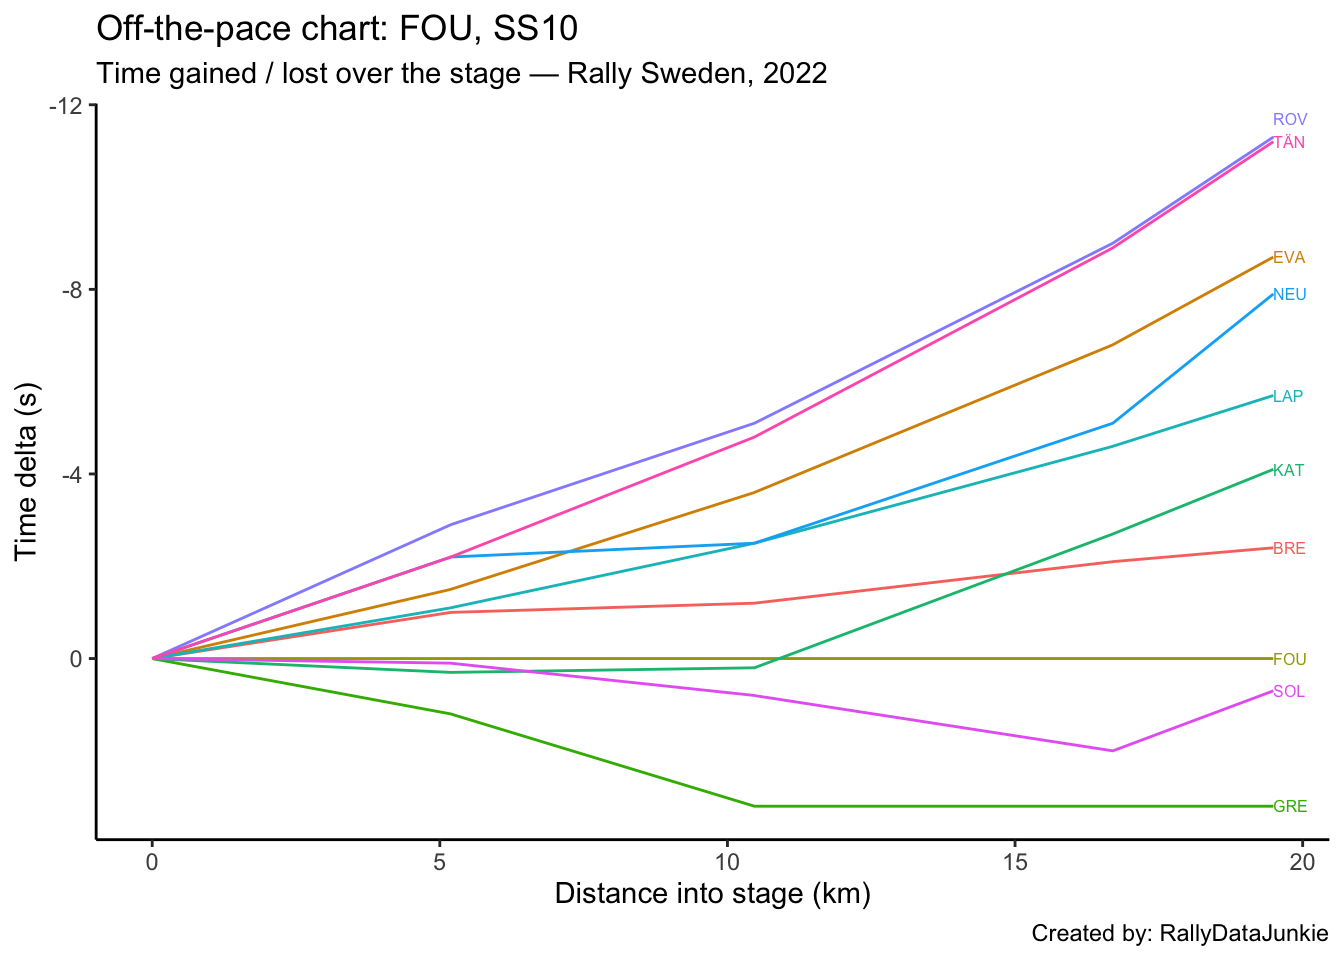 Off-the-pace chart: FOU, SS10
Time gained / lost over the stage — Rally Sweden, 2022
-12
-8
-4
0
Time delta (s)
ROV
TÄN
EVA
NEU
LAP
KAT
BRE
FOU
SOL
GRE
0 5 10 15 20
Distance into stage (km)
Created by: RallyDataJunkie